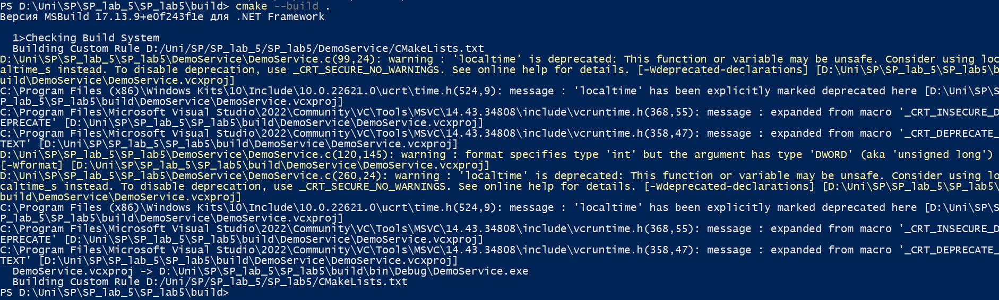 PS D:\Uni\SP\SP_lab_5\SP_lab5\build> cmake --build .
Версия MSBuild 17.13.9+e0f243f1e для .NET Framework
1>Checking Build System
Building Custom Rule D:/Uni/SP/SP_lab_5/SP_lab5/DemoService/CMakeLists.txt
D:\Uni\SP\SP_lab_5\SP_lab5\DemoService\DemoService.c(99,24): warning : 'localtime' is deprecated: This function or variable may be unsafe. Consider using loc
altime_s instead. To disable deprecation, use _CRT_SECURE_NO_WARNINGS. See online help for details. [-Wdeprecated-declarations] [D:\Uni\SP\SP_lab_5\SP_lab5\b
uild\DemoService\DemoService.vcxproj]
C:\Program Files (x86)\Windows Kits\10\Include\10.0.22621.0\ucrt\time.h(524,9): message : 'localtime' has been explicitly marked deprecated here [D:\Uni\SP\S
P_lab_5\SP_lab5\build\DemoService\DemoService.vcxproj]
C:\Program Files\Microsoft Visual Studio\2022\Community\VC\Tools\MSVC\14.43.34808\include\vcruntime.h(368,55): message : expanded from macro '_CRT_INSECURE_D
EPRECATE' [D:\Uni\SP\SP_lab_5\SP_lab5\build\DemoService\DemoService.vcxproj]
C:\Program Files\Microsoft Visual Studio\2022\Community\VC\Tools\MSVC\14.43.34808\include\vcruntime.h(358,47): message : expanded from macro '_CRT_DEPRECATE_
TEXT' [D:\Uni\SP\SP_lab_5\SP_lab5\build\DemoService\DemoService.vcxproj]
D:\Uni\SP\SP_lab_5\SP_lab5\DemoService\DemoService.c(120,145): warning : format specifies type 'int' but the argument has type 'DWORD' (aka 'unsigned long')
[-Wformat] [D:\Uni\SP\SP_lab_5\SP_lab5\build\DemoService\DemoService.vcxproj]
D:\Uni\SP\SP_lab_5\SP_lab5\DemoService\DemoService.c(260,24): warning : 'localtime' is deprecated: This function or variable may be unsafe. Consider using lo
caltime_s instead. To disable deprecation, use _CRT_SECURE_NO_WARNINGS. See online help for details. [-Wdeprecated-declarations] [D:\Uni\SP\SP_lab_5\SP_lab5\
build\DemoService\DemoService.vcxproj]
C:\Program Files (x86)\Windows Kits\10\Include\10.0.22621.0\ucrt\time.h(524,9): message : 'localtime' has been explicitly marked deprecated here [D:\Uni\SP\S
P_lab_5\SP_lab5\build\DemoService\DemoService.vcxproj]
C:\Program Files\Microsoft Visual Studio\2022\Community\VC\Tools\MSVC\14.43.34808\include\vcruntime.h(368,55): message : expanded from macro '_CRT_INSECURE_D
EPRECATE' [D:\Uni\SP\SP_lab_5\SP_lab5\build\DemoService\DemoService.vcxproj]
C:\Program Files\Microsoft Visual Studio\2022\Community\VC\Tools\MSVC\14.43.34808\include\vcruntime.h(358,47): message : expanded from macro '_CRT_DEPRECATE_
TEXT' [D:\Uni\SP\SP_lab_5\SP_lab5\build\DemoService\DemoService.vcxproj]
DemoService.vcxproj -> D:\Uni\SP\SP_lab_5\SP_lab5\build\bin\Debug\DemoService.exe
Building Custom Rule D:/Uni/SP/SP_lab_5/SP_lab5/CMakeLists.txt
PS D:\Uni\SP\SP_lab_5\SP_lab5\build>